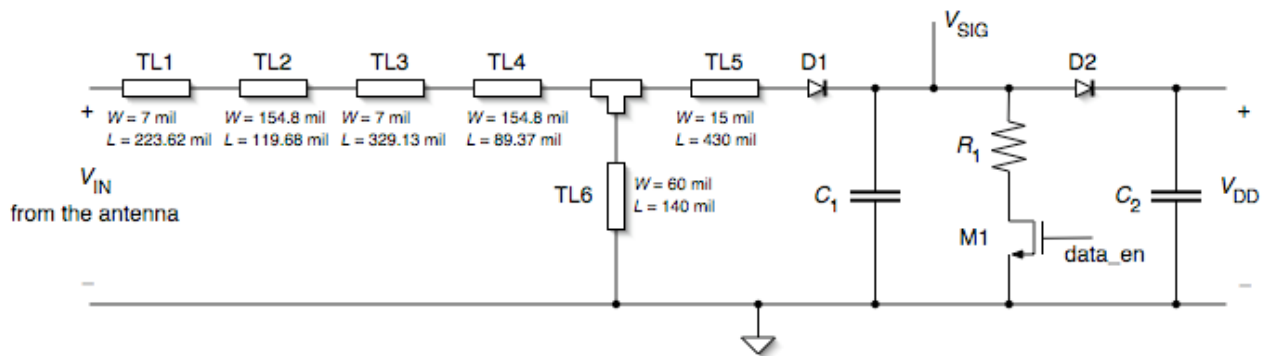 V_SIG
TL1
TL2
TL3
TL4
TL5
D1
D2
+
W = 7 mil
L = 223.62 mil
W = 154.8 mil
L = 119.68 mil
W = 7 mil
L = 329.13 mil
W = 154.8 mil
L = 89.37 mil
W = 15 mil
L = 430 mil
+
R_1
V_IN
from the antenna
TL6
W = 60 mil
L = 140 mil
C_1
C_2
V_DD
M1
data_en
−
−